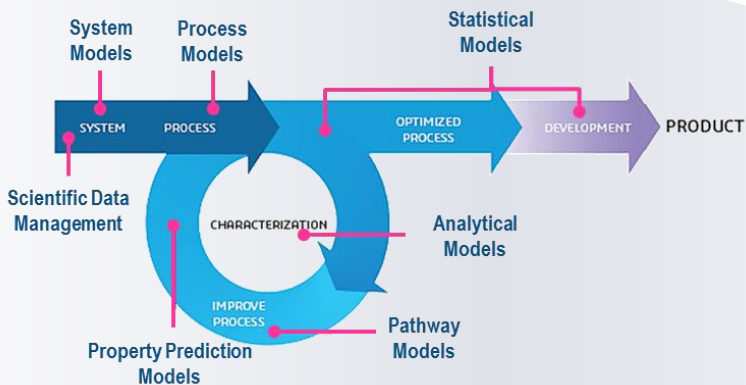 System
Models
Process
Models
Statistical
Models
SYSTEM
PROCESS
OPTIMIZED
PROCESS
DEVELOPMENT
PRODUCT
Scientific Data
Management
CHARACTERIZATION
Analytical
Models
IMPROVE
PROCESS
Property Prediction
Models
Pathway
Models